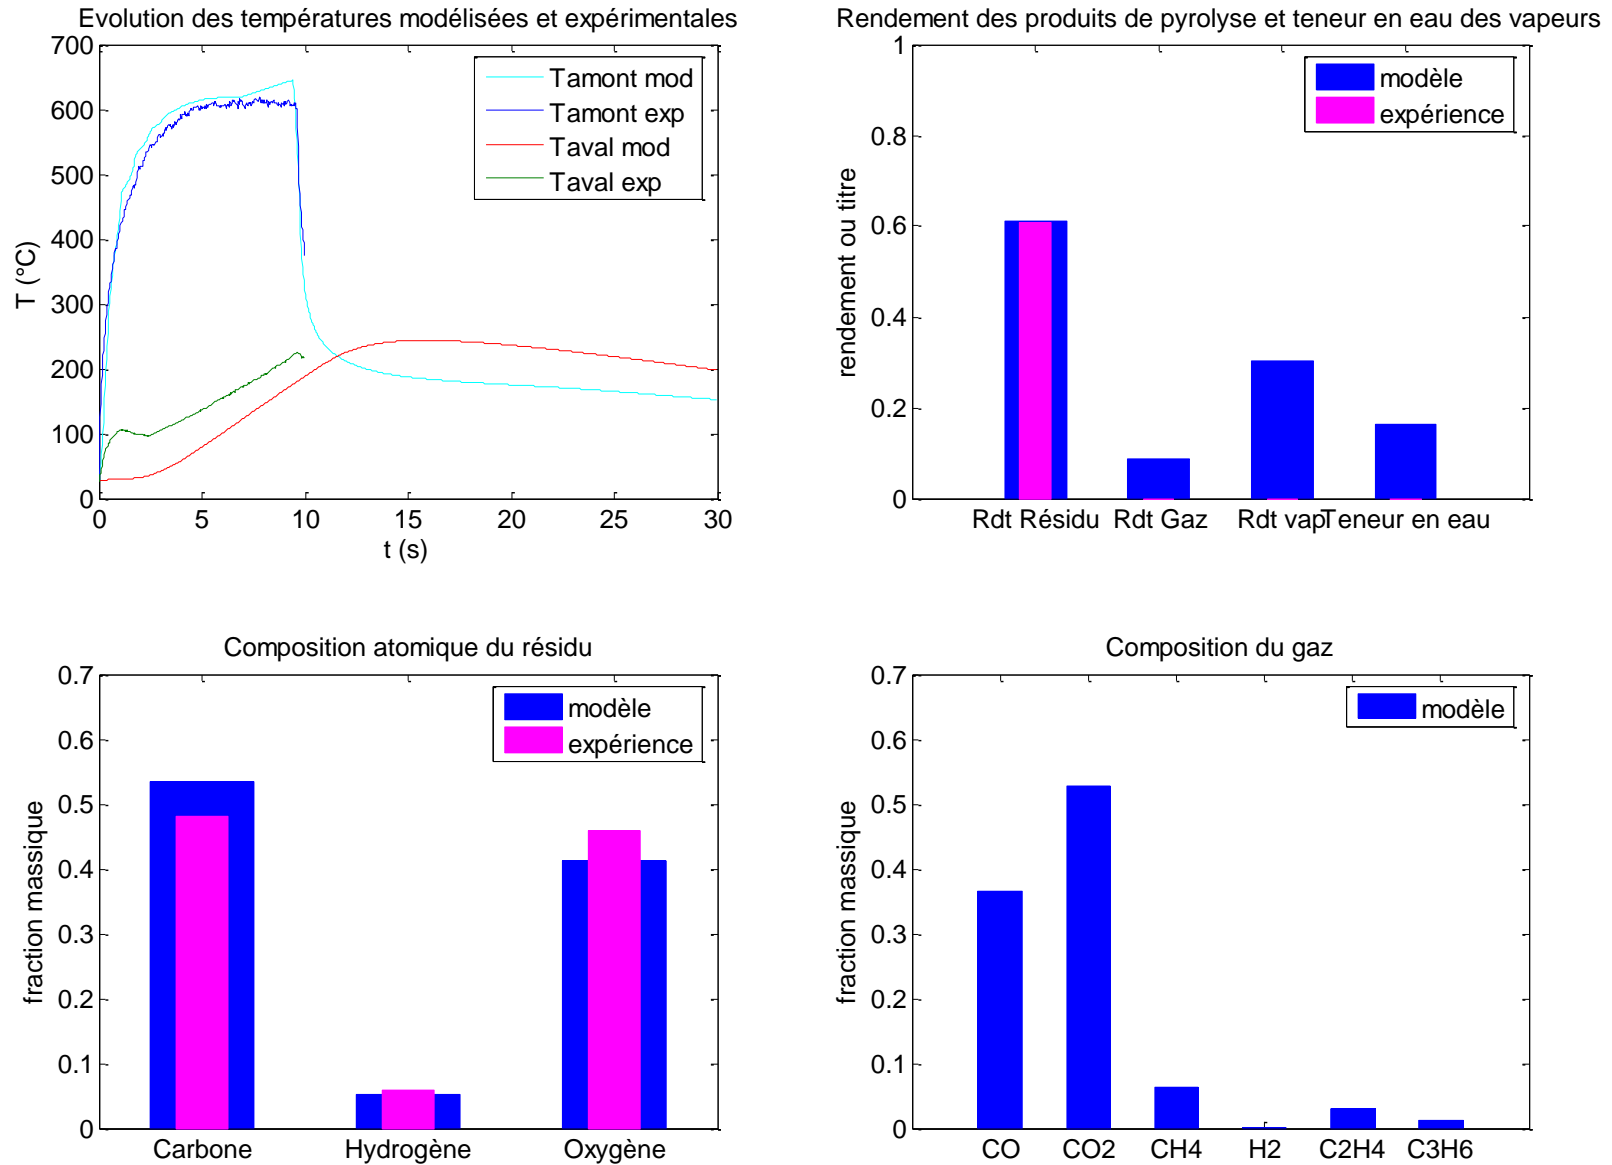 Evolution des températures modélisées et expérimentales
700
600
500
400
300
200
100
0
T (°C)
0 5 10 15 20 25 30
t (s)
Tamont mod
Tamont exp
Taval mod
Taval exp
Rendement des produits de pyrolyse et teneur en eau des vapeurs
1
0.8
0.6
0.4
0.2
0
rendement ou titre
Rdt Résidu Rdt Gaz Rdt vap Teneur en eau
modèle
expérience
Composition atomique du résidu
0.7
0.6
0.5
0.4
0.3
0.2
0.1
0
fraction massique
Carbone Hydrogène Oxygène
modèle
expérience
Composition du gaz
0.7
0.6
0.5
0.4
0.3
0.2
0.1
0
fraction massique
CO CO2 CH4 H2 C2H4 C3H6
modèle